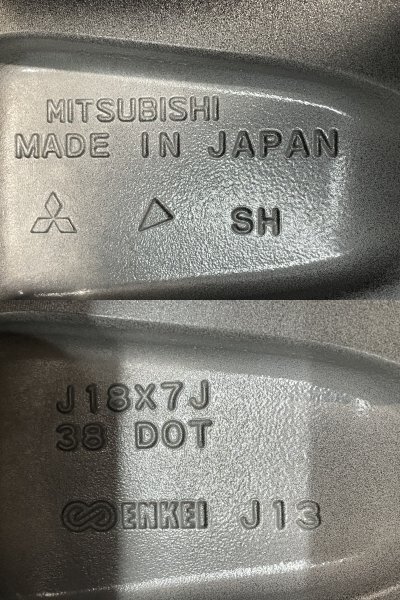 MITSUBISHI
MADE IN JAPAN
SH
J18X7J
38 DOT
ENKEI J13